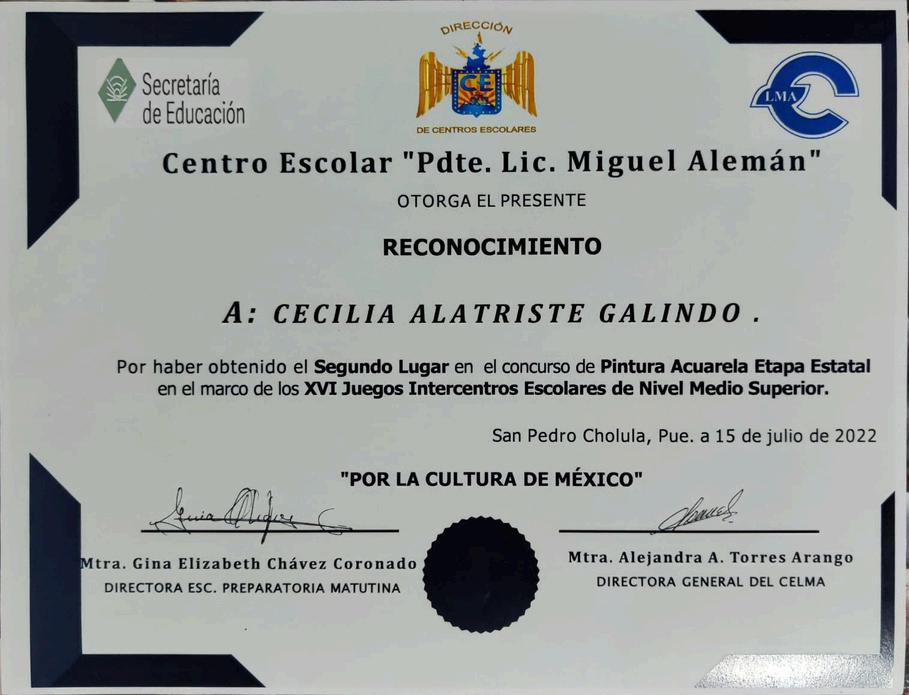 DIRECCIÓN
CE
DE CENTROS ESCOLARES
Secretaría
de Educación
LMA
Centro Escolar "Pdte. Lic. Miguel Alemán"
OTORGA EL PRESENTE
RECONOCIMIENTO
A: CECILIA ALATRISTE GALINDO .
Por haber obtenido el Segundo Lugar en el concurso de Pintura Acuarela Etapa Estatal
en el marco de los XVI Juegos Intercentros Escolares de Nivel Medio Superior.
San Pedro Cholula, Pue. a 15 de julio de 2022
"POR LA CULTURA DE MÉXICO"
Mtra. Gina Elizabeth Chávez Coronado
DIRECTORA ESC. PREPARATORIA MATUTINA
Mtra. Alejandra A. Torres Arango
DIRECTORA GENERAL DEL CELMA